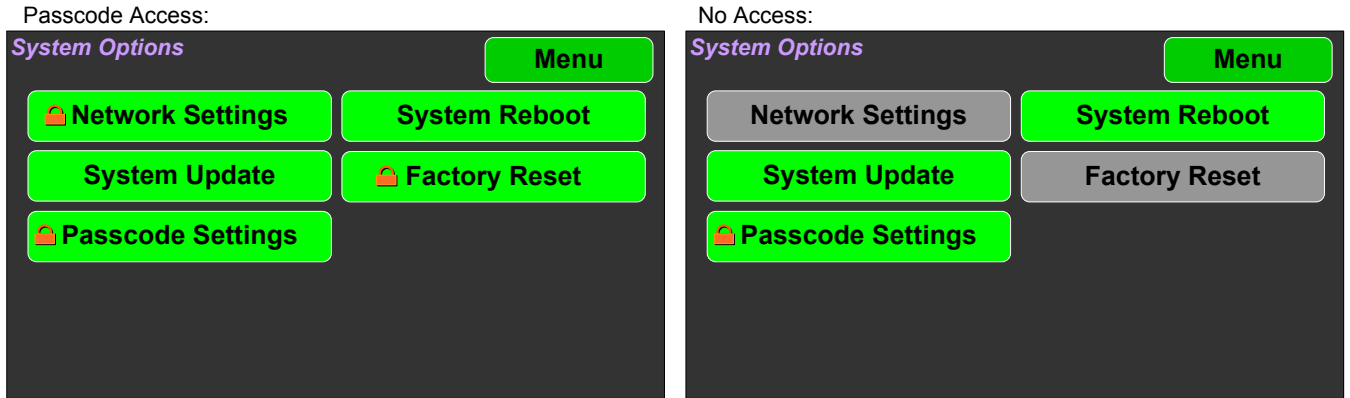 Passcode Access:
System Options
Menu
Network Settings
System Reboot
System Update
Factory Reset
Passcode Settings
No Access:
System Options
Menu
Network Settings
System Reboot
System Update
Factory Reset
Passcode Settings